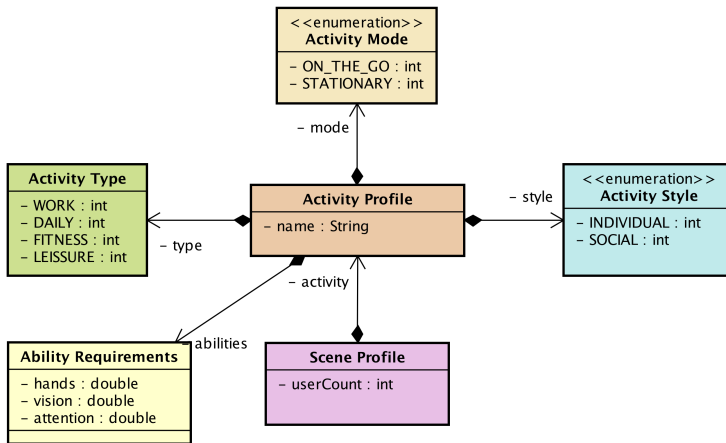 <<enumeration>>
Activity Mode
- ON_THE_GO : int
- STATIONARY : int
- mode
Activity Type
- WORK : int
- DAILY : int
- FITNESS : int
- LEISSURE : int
- type
Activity Profile
- name : String
- style
<<enumeration>>
Activity Style
- INDIVIDUAL : int
- SOCIAL : int
- activity
- abilities
Ability Requirements
- hands : double
- vision : double
- attention : double
Scene Profile
- userCount : int